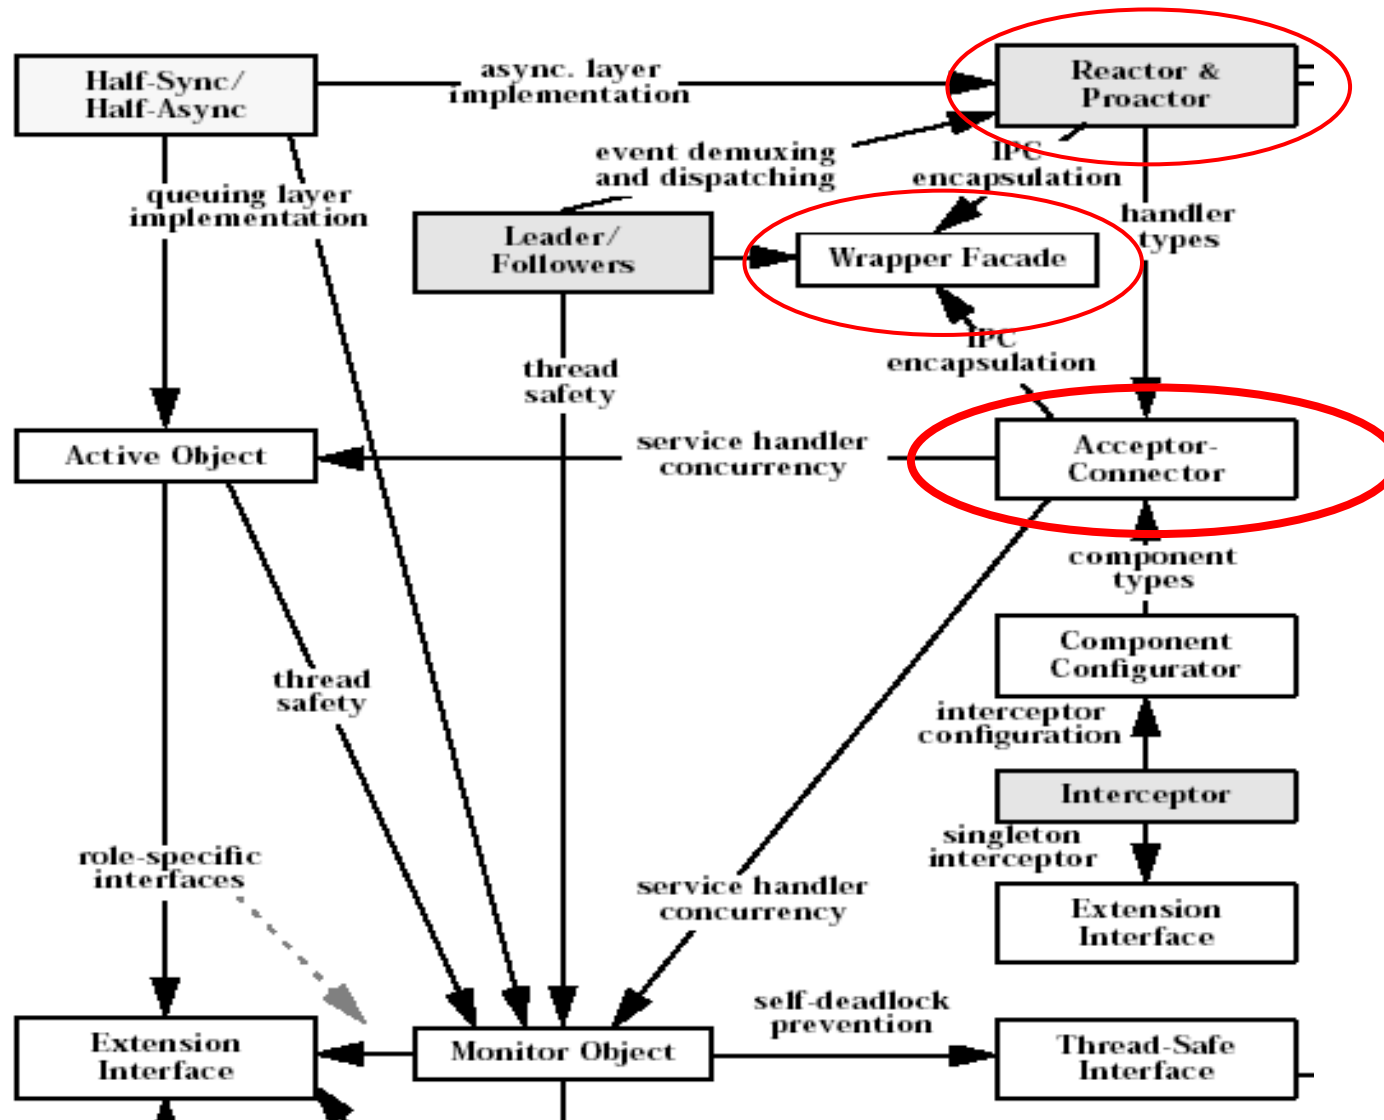 Half-Sync/
Half-Async
async. layer
implementation
Reactor &
Proactor
event demuxing
and dispatching
IPC
encapsulation
queuing layer
implementation
handler
types
Leader/
Followers
Wrapper Facade
IPC
encapsulation
thread
safety
Active Object
service handler
concurrency
Acceptor-
Connector
component
types
Component
Configurator
thread
safety
interceptor
configuration
Interceptor
singleton
interceptor
role-specific
interfaces
service handler
concurrency
Extension
Interface
self-deadlock
prevention
Extension
Interface
Monitor Object
Thread-Safe
Interface